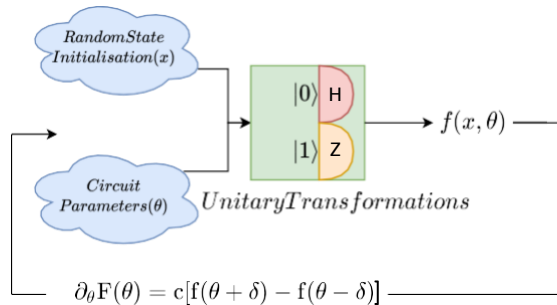 RandomState
Initialisation(x)
|0⟩ H
f(x, θ)
|1⟩ Z
Circuit
Parameters(θ)
UnitaryTransformations
∂θF(θ) = c[f(θ + δ) − f(θ − δ)]